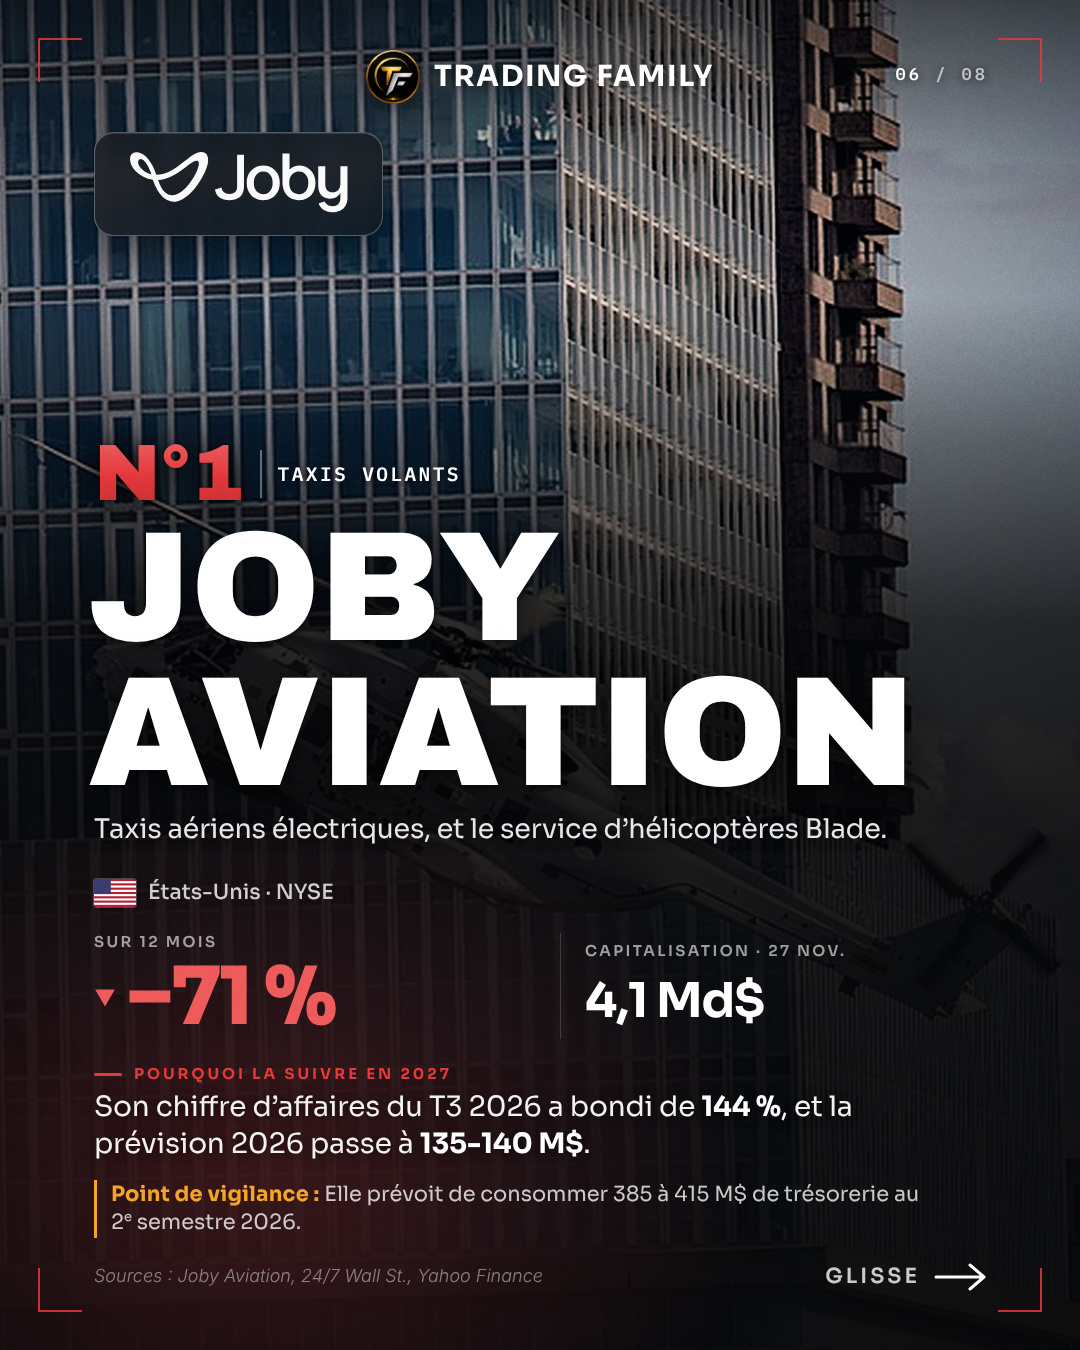 TRADING FAMILY
06 / 08
Joby
N°1
TAXIS VOLANTS
JOBY
AVIATION
Taxis aériens électriques, et le service d’hélicoptères Blade.
États-Unis · NYSE
SUR 12 MOIS
▼ −71 %
CAPITALISATION · 27 NOV.
4,1 Md$
POURQUOI LA SUIVRE EN 2027
Son chiffre d’affaires du T3 2026 a bondi de 144 %, et la
prévision 2026 passe à 135-140 M$.
Point de vigilance : Elle prévoit de consommer 385 à 415 M$ de trésorerie au
2ᵉ semestre 2026.
Sources : Joby Aviation, 24/7 Wall St., Yahoo Finance
GLISSE →